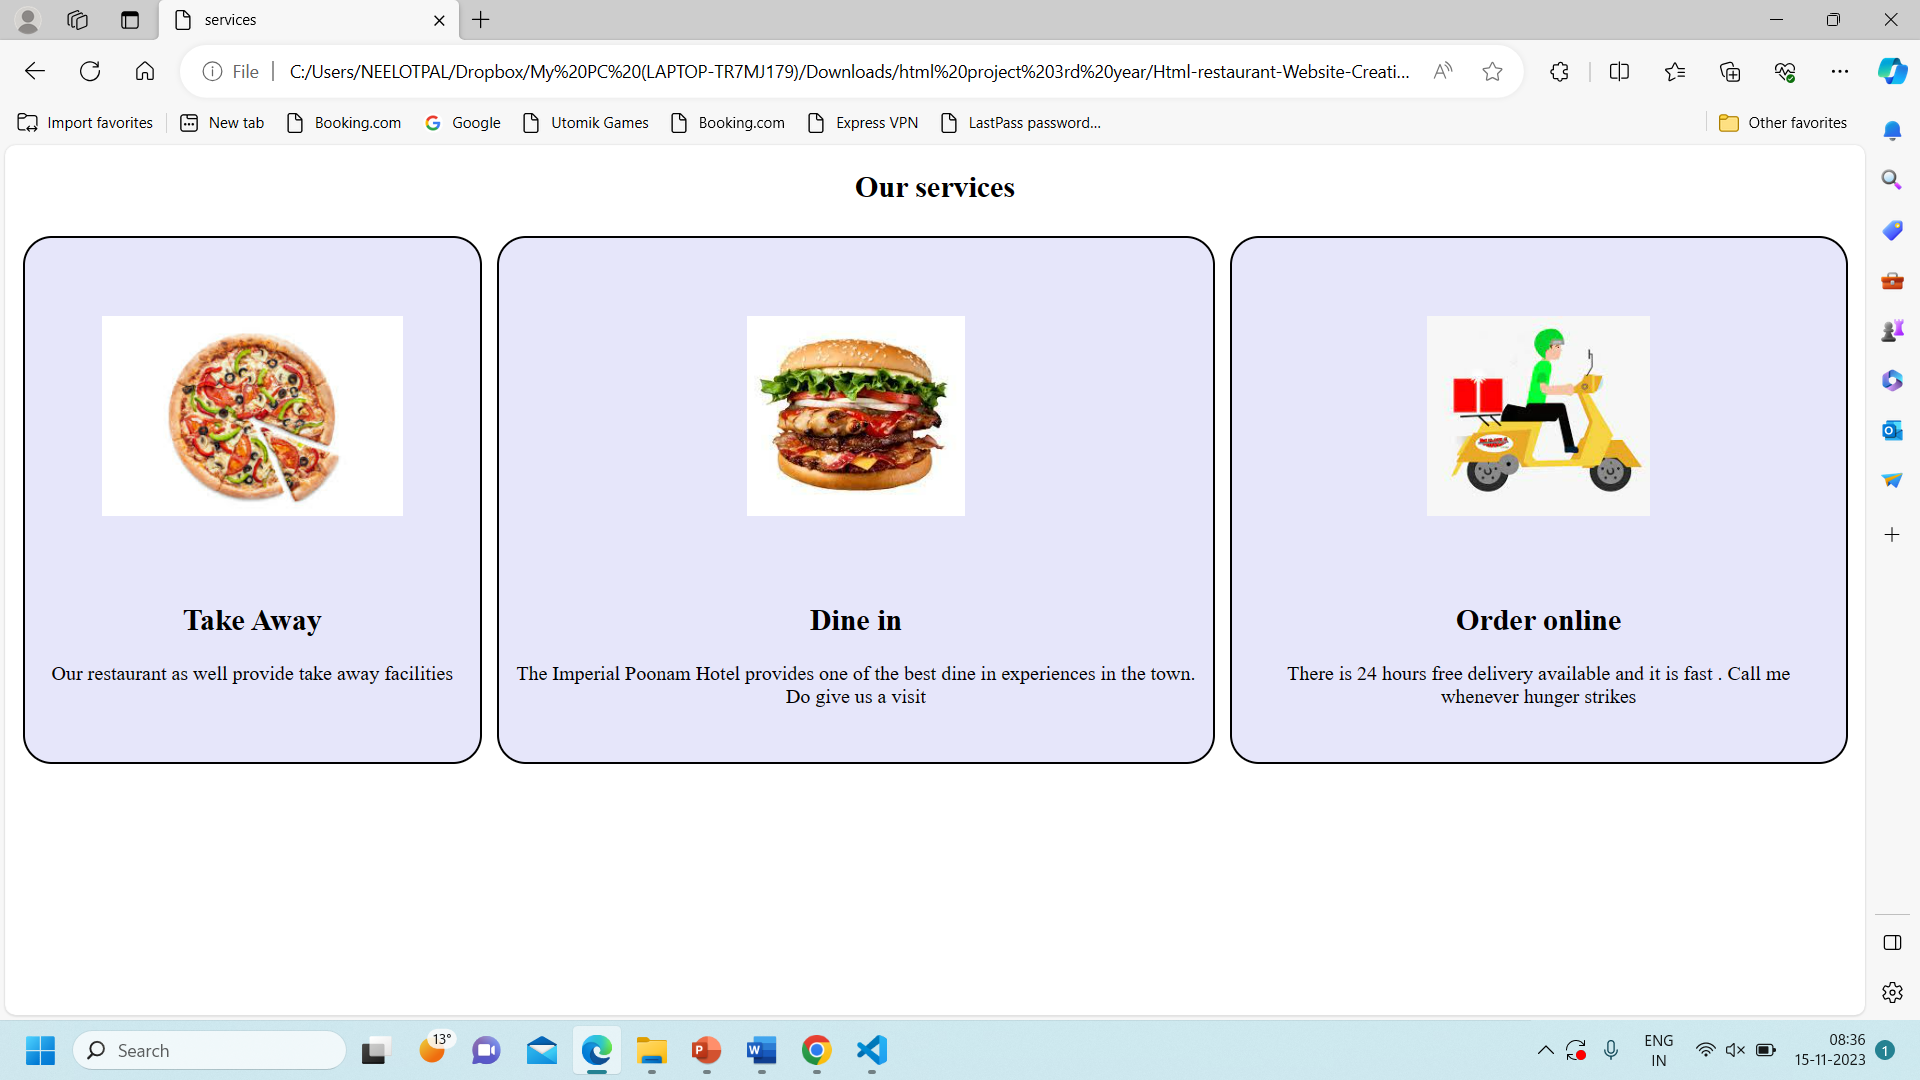 services
File
C:/Users/NEELOTPAL/Dropbox/My%20PC%20(LAPTOP-TR7MJ179)/Downloads/html%20project%203rd%20year/Html-restaurant-Website-Creati...
Import favorites
New tab
Booking.com
Google
Utomik Games
Booking.com
Express VPN
LastPass password...
Other favorites
Our services
Take Away
Our restaurant as well provide take away facilities
Dine in
The Imperial Poonam Hotel provides one of the best dine in experiences in the town.
Do give us a visit
Order online
There is 24 hours free delivery available and it is fast . Call me
whenever hunger strikes
Search
13°
ENG
IN
08:36
15-11-2023
1